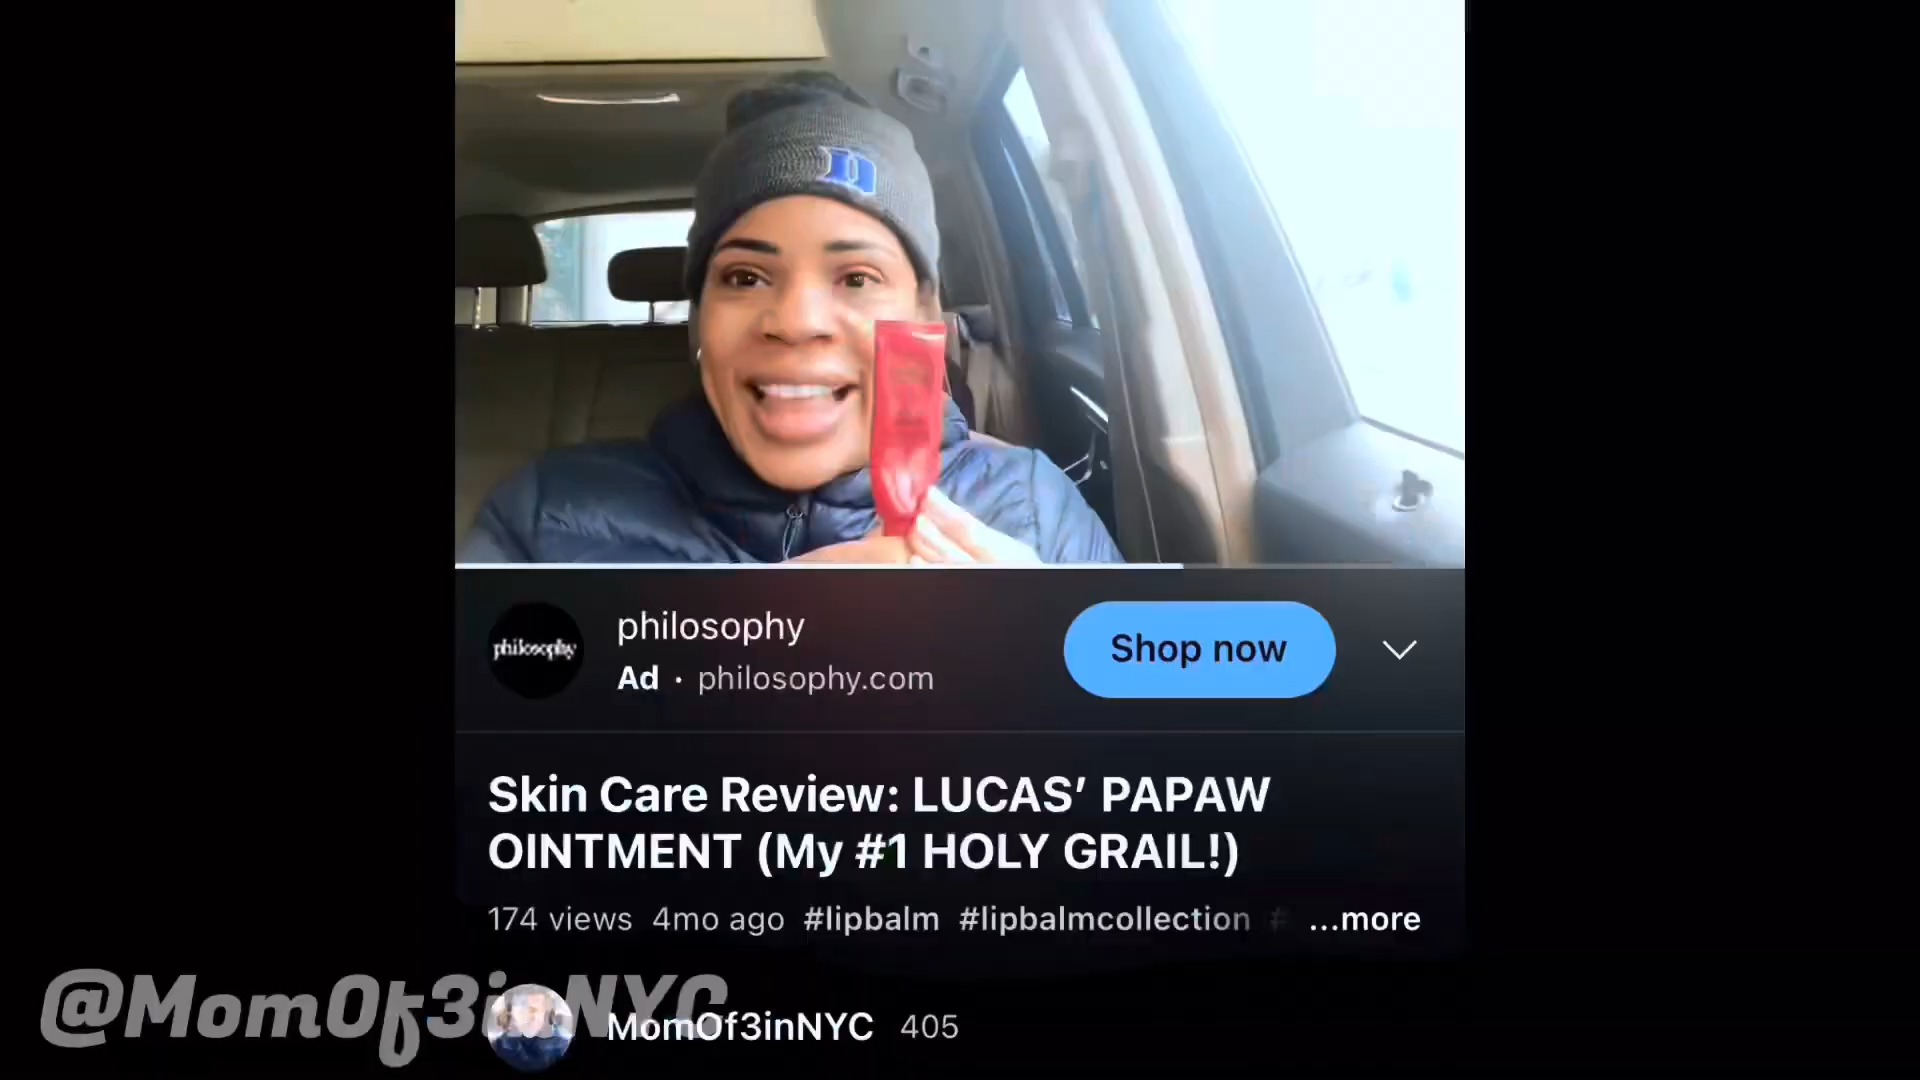 D
philosophy
philosophy
Shop now
Ad · philosophy.com
Skin Care Review: LUCAS’ PAPAW
OINTMENT (My #1 HOLY GRAIL!)
174 views 4mo ago #lipbalm #lipbalmcollection # ...more
@MomOf3inNYC
MomOf3inNYC 405